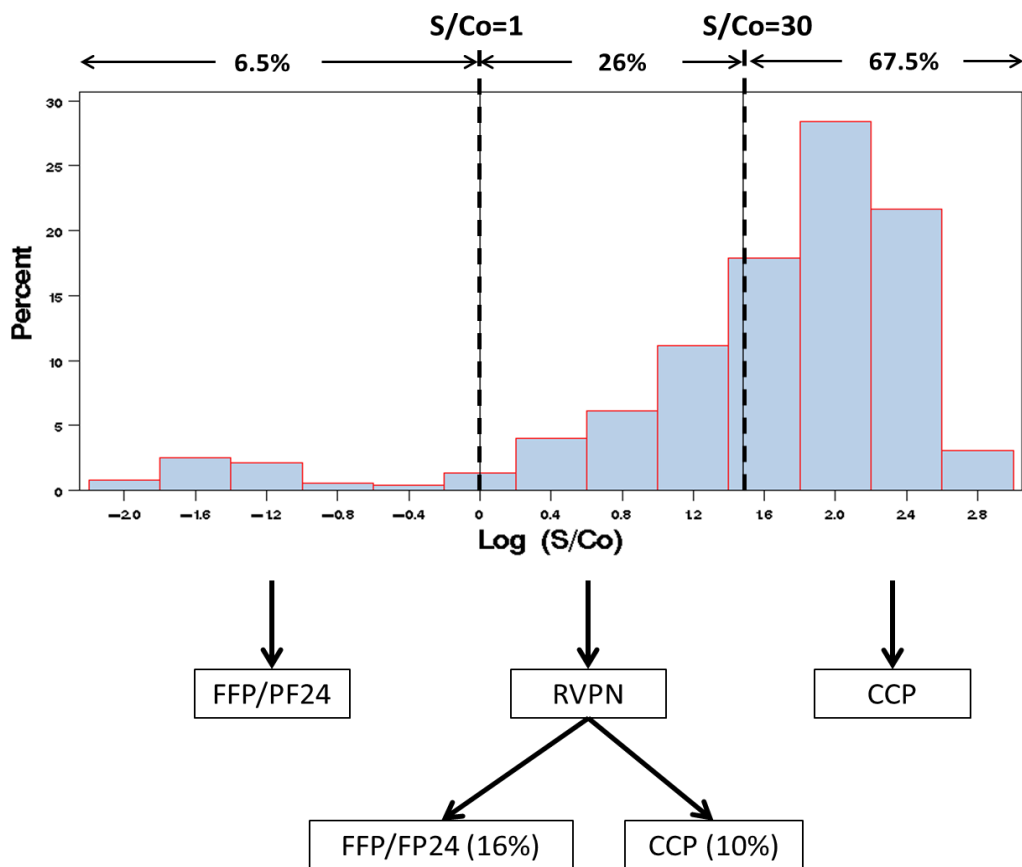 S/Co=1 S/Co=30
6.5% 26% 67.5%
30
25
20
15
10
5
0
Percent
−2.0 −1.6 −1.2 −0.8 −0.4 0 0.4 0.8 1.2 1.6 2.0 2.4 2.8
Log (S/Co)
FFP/PF24 RVPN CCP
FFP/FP24 (16%) CCP (10%)